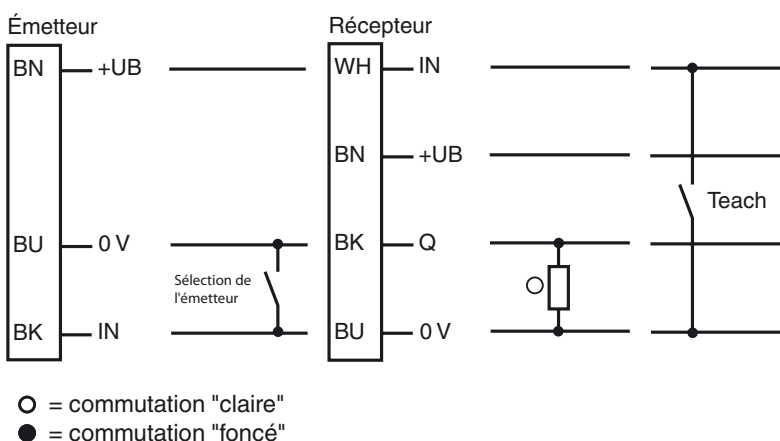 Émetteur
Récepteur
BN +UB
WH IN
BN +UB
Teach
BU 0 V
BK Q
Sélection de
l'émetteur
BK IN
BU 0 V
= commutation "claire"
= commutation "foncé"